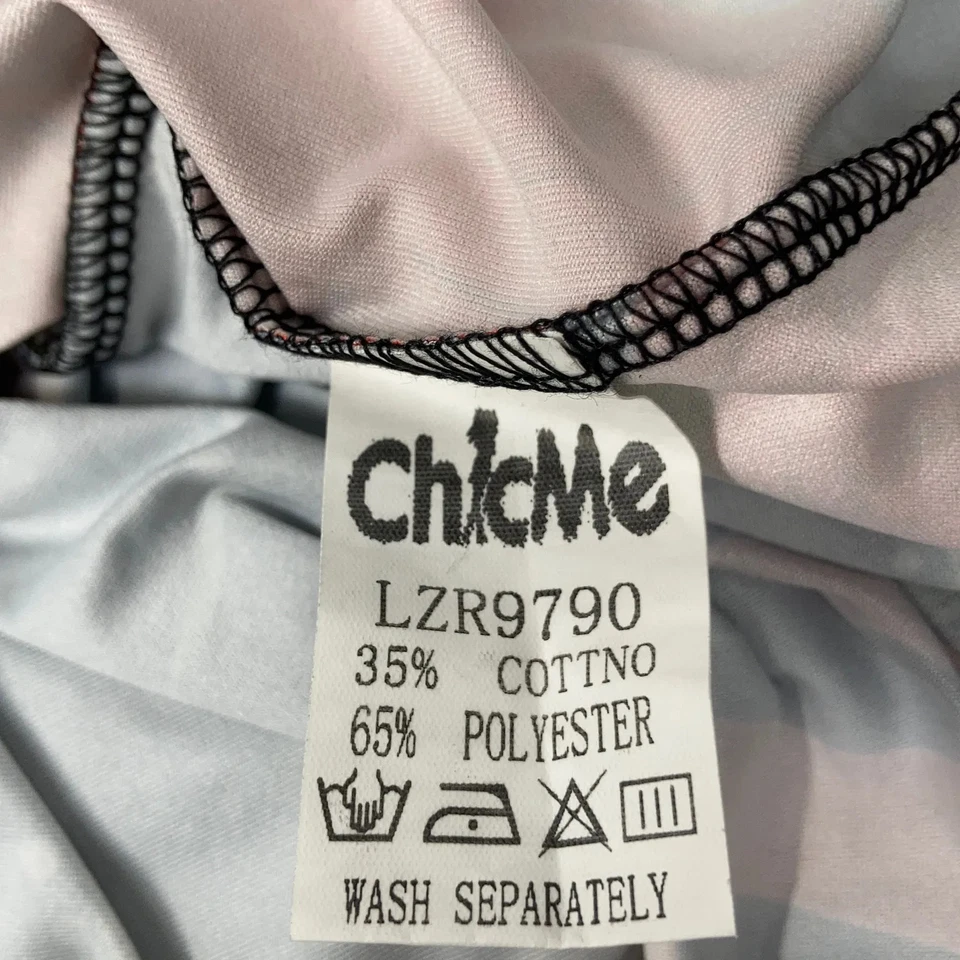 ChicMe
LZR9790
35% COTTNO
65% POLYESTER
WASH SEPARATELY